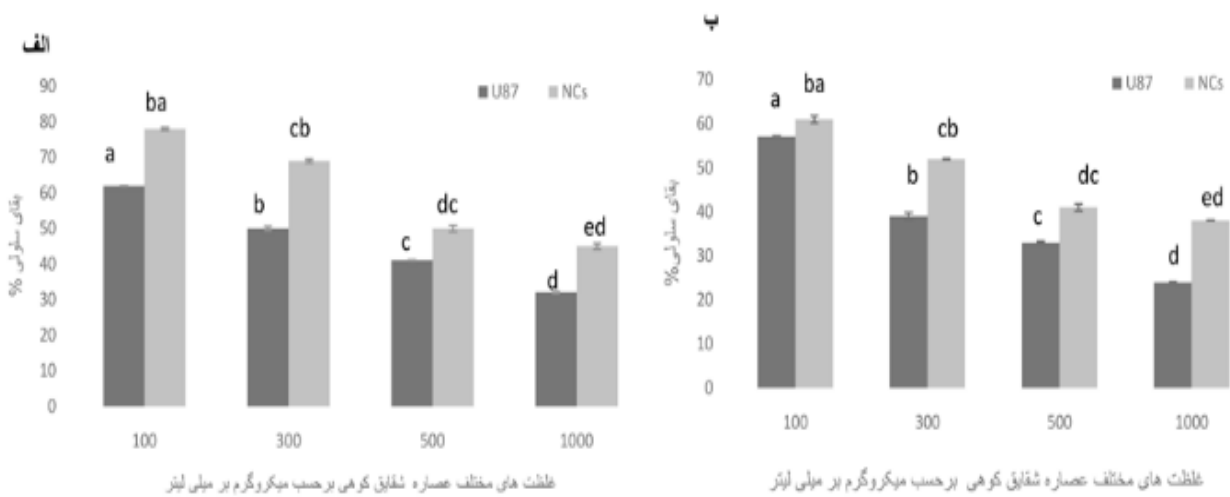 الف
90
80
70
60
50
40
30
20
10
0
بقای سلولی %
U87 NCs
a ba
b cb
c dc
d ed
100 300 500 1000
غلظت های مختلف عصاره شقایق کوهی برحسب میکروگرم بر میلی لیتر
ب
70
60
50
40
30
20
10
0
بقای سلولی%
U87 NCs
a ba
b cb
c dc
d ed
100 300 500 1000
غلظت های مختلف عصاره شقایق کوهی برحسب میکروگرم بر میلی لیتر